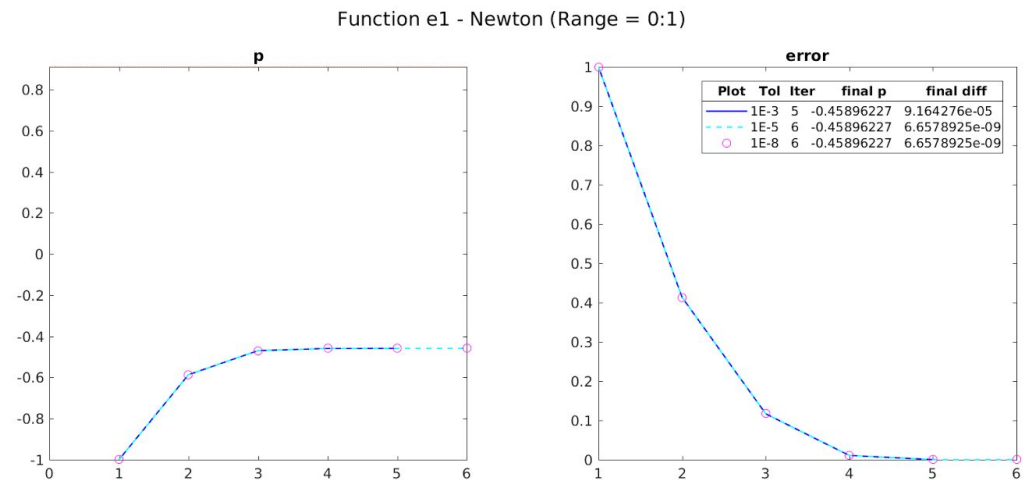 Function e1 - Newton (Range = 0:1)
p
0.8
0.6
0.4
0.2
0
-0.2
-0.4
-0.6
-0.8
-1
0 1 2 3 4 5 6
error
1
0.9
0.8
0.7
0.6
0.5
0.4
0.3
0.2
0.1
0
1 2 3 4 5 6
Plot Tol Iter final p final diff
1E-3 5 -0.45896227 9.164276e-05
1E-5 6 -0.45896227 6.6578925e-09
1E-8 6 -0.45896227 6.6578925e-09